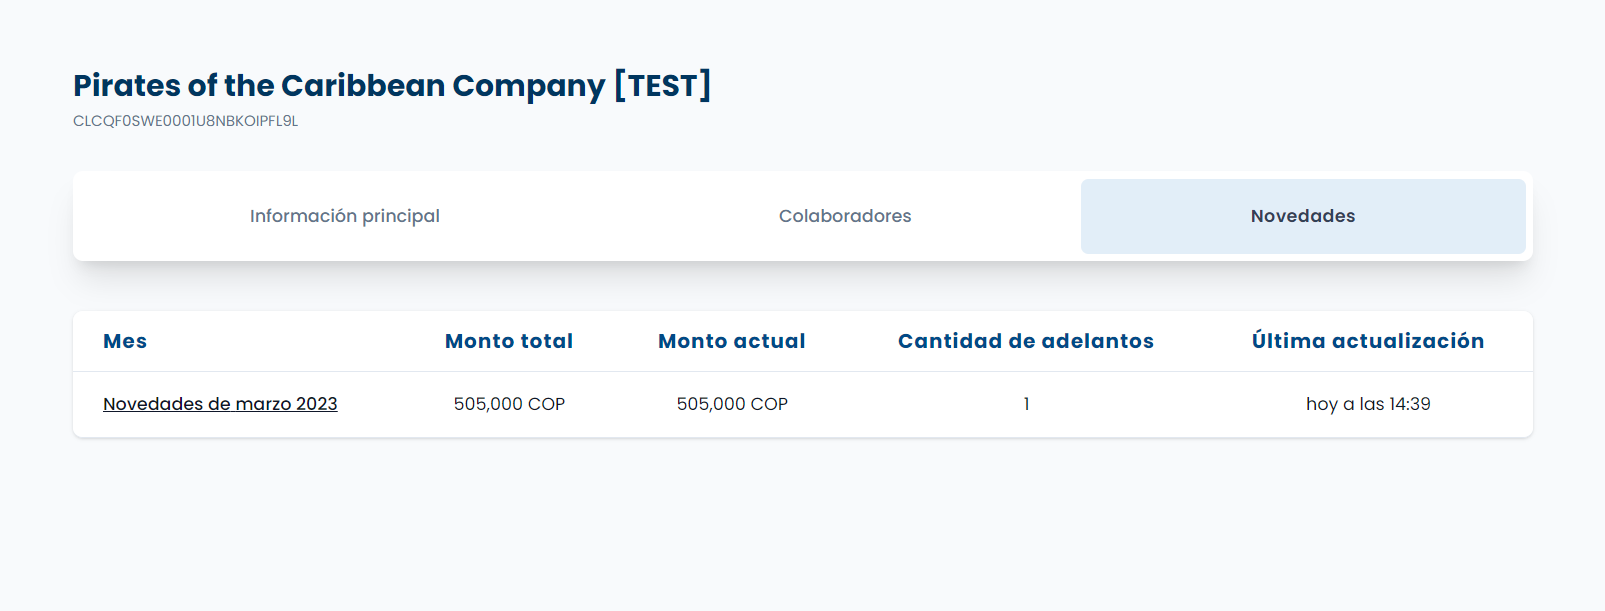 Pirates of the Caribbean Company [TEST]
CLCQF0SWE0001U8NBKOIPFL9L
Información principal Colaboradores Novedades
Mes Monto total Monto actual Cantidad de adelantos Última actualización
Novedades de marzo 2023 505,000 COP 505,000 COP 1 hoy a las 14:39